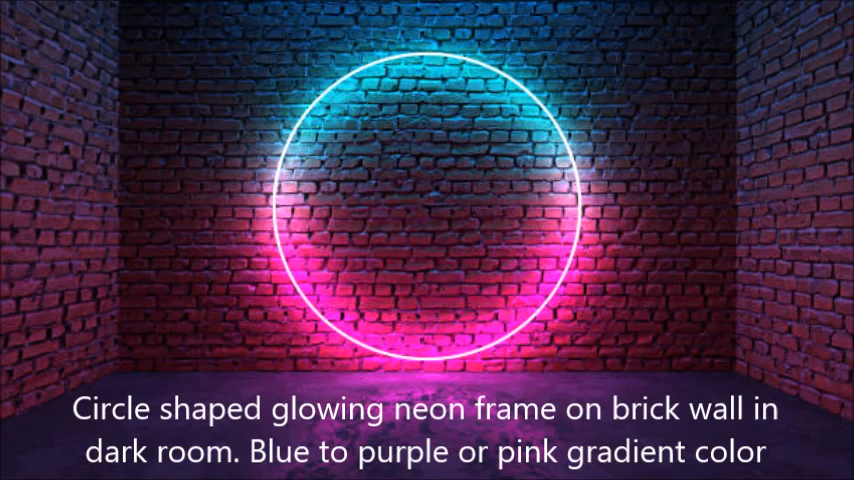 Circle shaped glowing neon frame on brick wall in
dark room. Blue to purple or pink gradient color